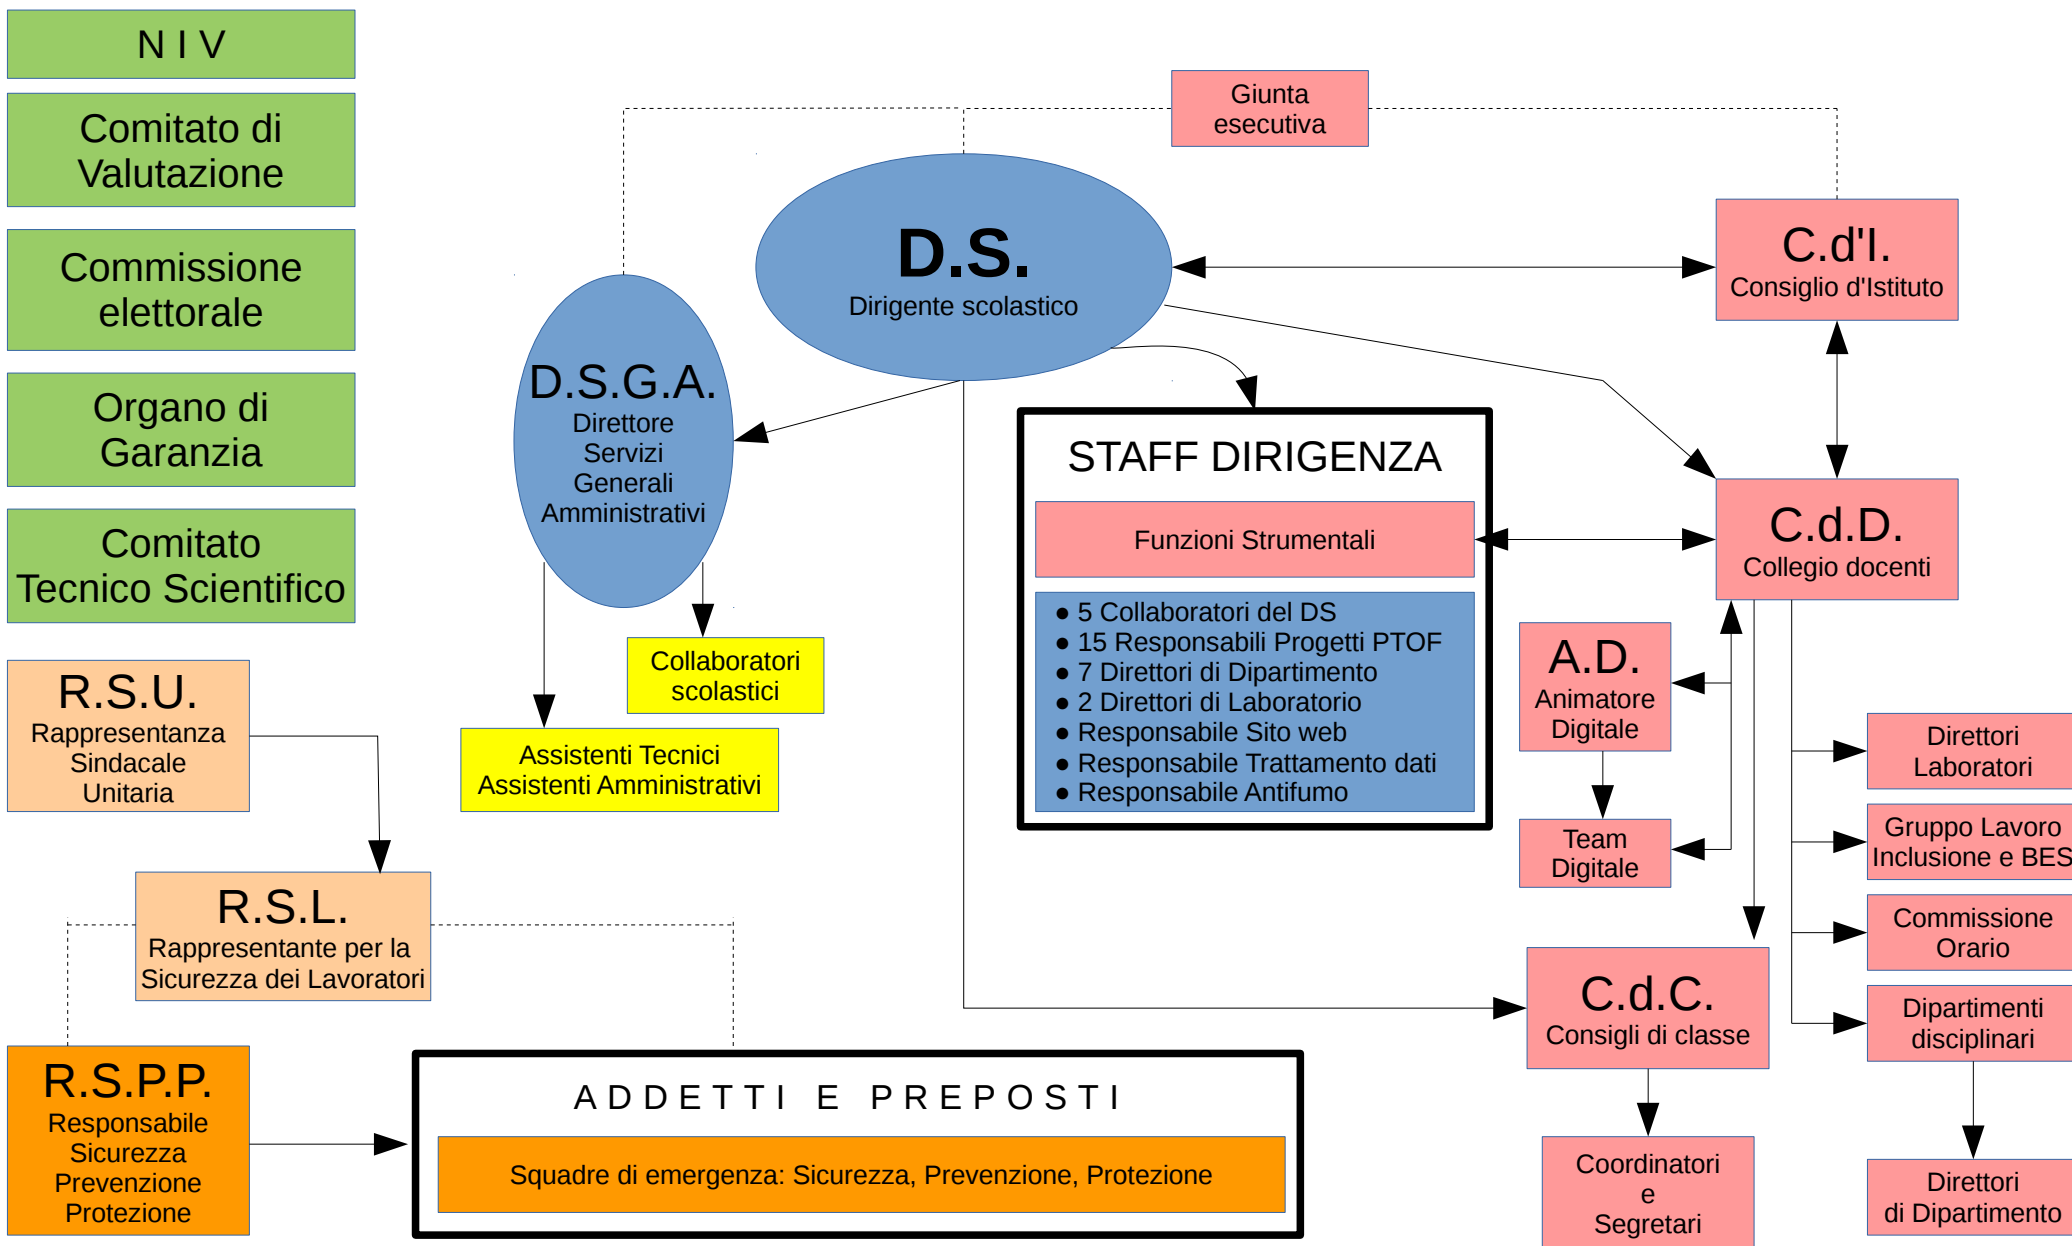 N I V
Comitato di
Valutazione
Commissione
elettorale
Organo di
Garanzia
Comitato
Tecnico Scientifico
R.S.U.
Rappresentanza
Sindacale
Unitaria
R.S.L.
Rappresentante per la
Sicurezza dei Lavoratori
R.S.P.P.
Responsabile
Sicurezza
Prevenzione
Protezione
ADDETTI E PREPOSTI
Squadre di emergenza: Sicurezza, Prevenzione, Protezione
Giunta
esecutiva
D.S.
Dirigente scolastico
D.S.G.A.
Direttore
Servizi
Generali
Amministrativi
Collaboratori
scolastici
Assistenti Tecnici
Assistenti Amministrativi
STAFF DIRIGENZA
Funzioni Strumentali
● 5 Collaboratori del DS
● 15 Responsabili Progetti PTOF
● 7 Direttori di Dipartimento
● 2 Direttori di Laboratorio
● Responsabile Sito web
● Responsabile Trattamento dati
● Responsabile Antifumo
C.d'I.
Consiglio d'Istituto
C.d.D.
Collegio docenti
A.D.
Animatore
Digitale
Team
Digitale
C.d.C.
Consigli di classe
Coordinatori
e
Segretari
Direttori
Laboratori
Gruppo Lavoro
Inclusione e BES
Commissione
Orario
Dipartimenti
disciplinari
Direttori
di Dipartimento